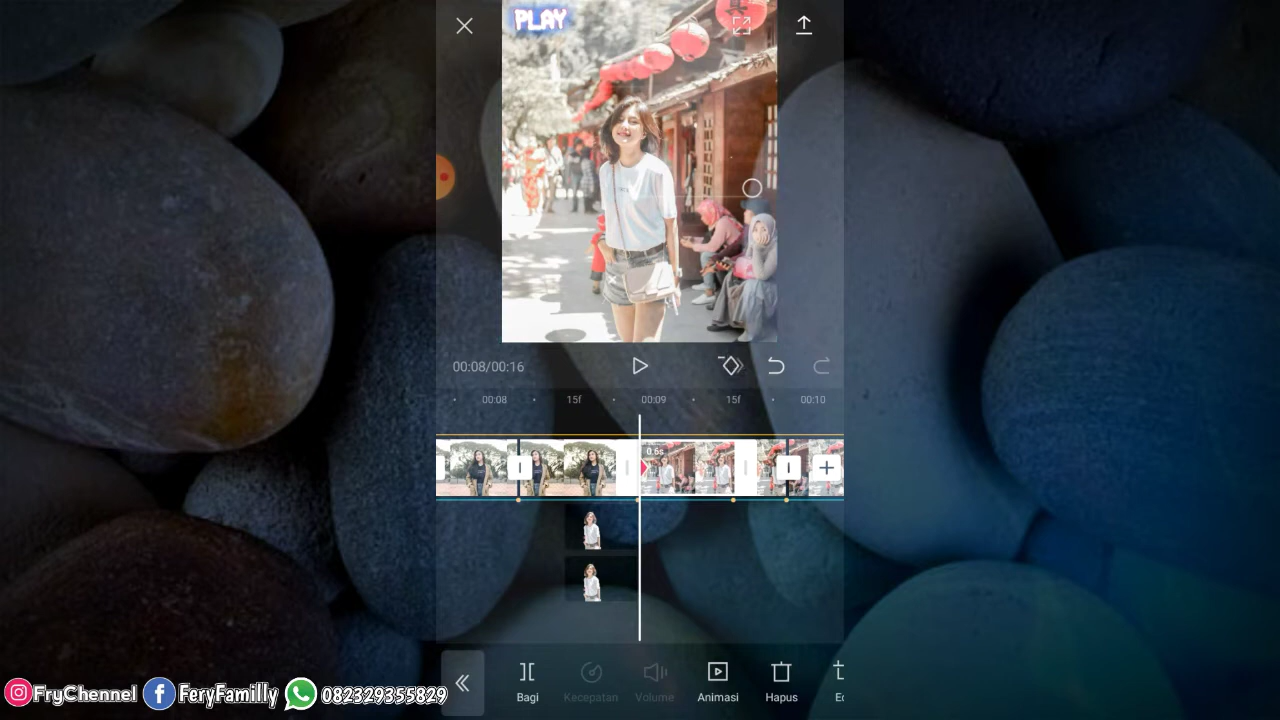 PLAY
00:08/00:16
00:08 15f 00:09 15f 00:10
0.6s
Bagi Kecepatan Volume Animasi Hapus
FryChennel FeryFamilly 082329355829